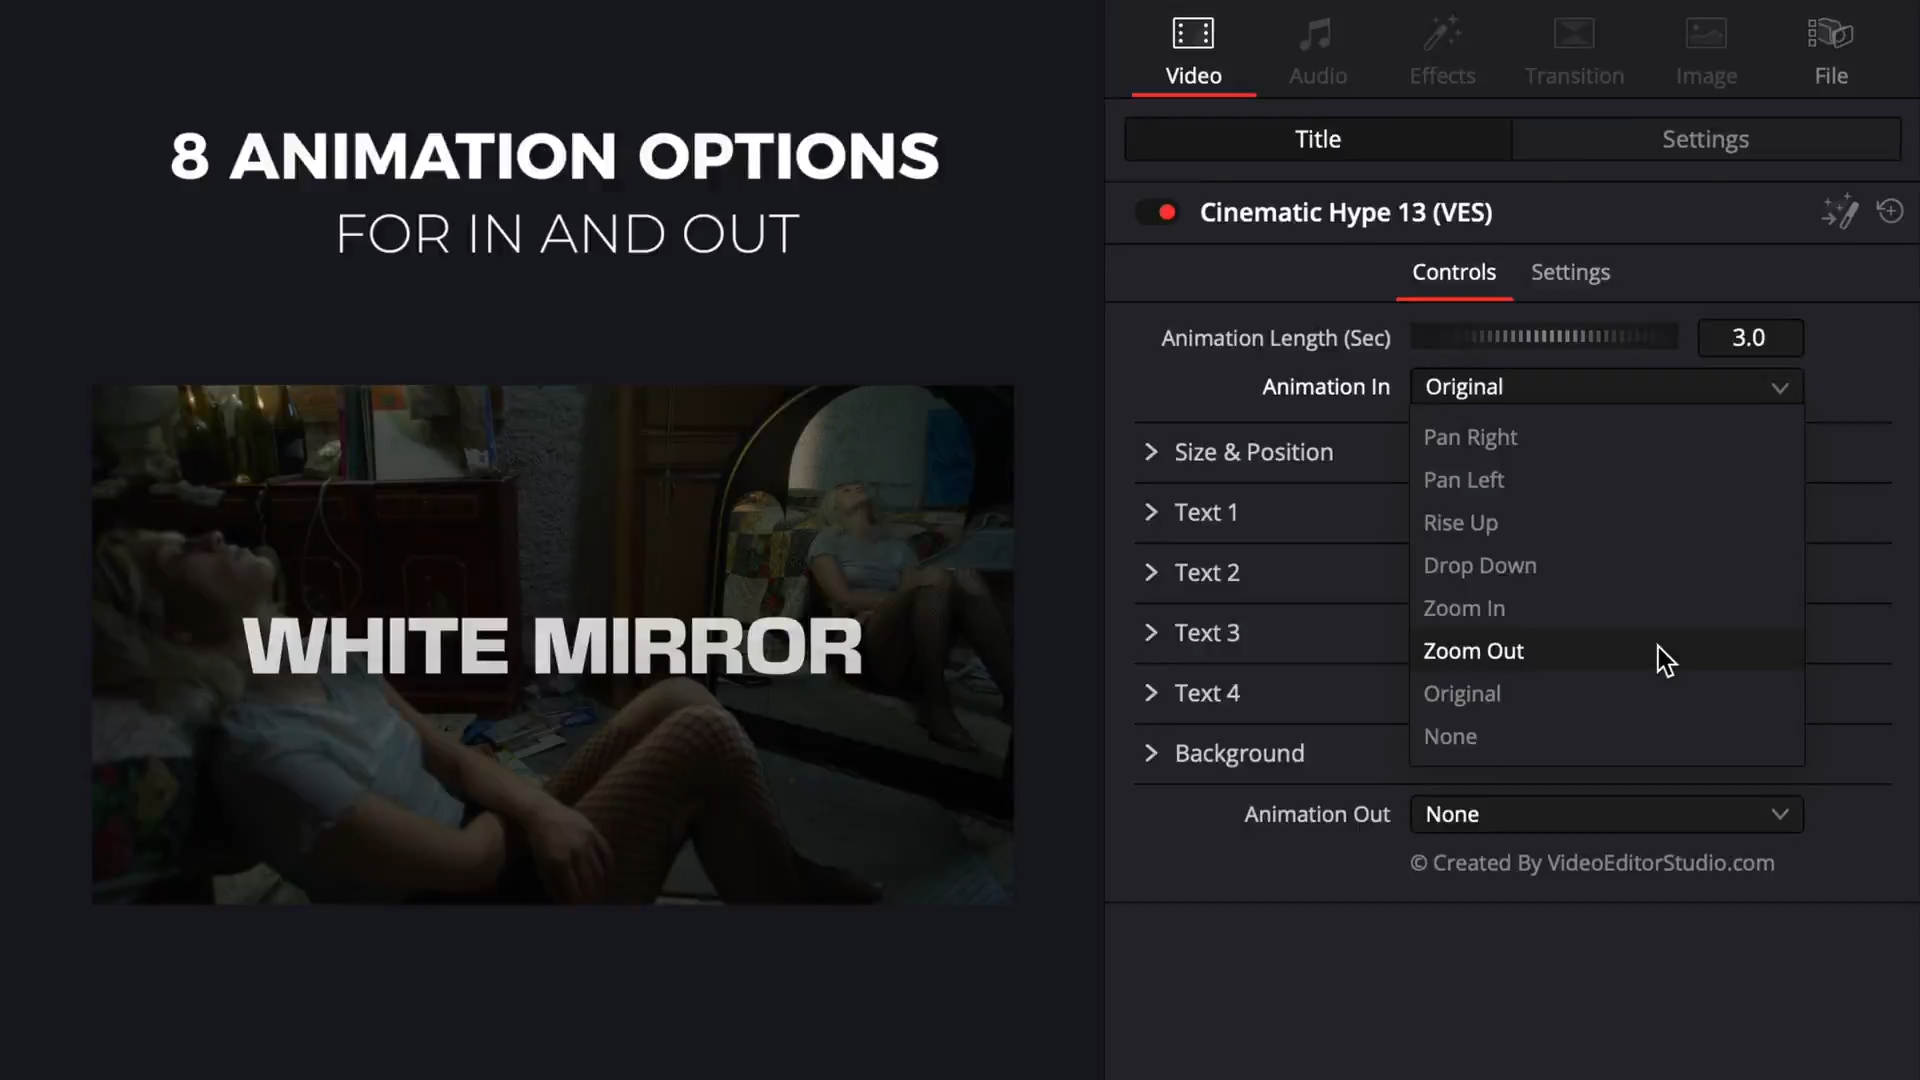 8 ANIMATION OPTIONS
FOR IN AND OUT
WHITE MIRROR
Video
Audio
Effects
Transition
Image
File
Title
Settings
Cinematic Hype 13 (VES)
Controls
Settings
Animation Length (Sec)
3.0
Animation In
Original
Pan Right
Pan Left
Rise Up
Drop Down
Zoom In
Zoom Out
Original
None
Size & Position
Text 1
Text 2
Text 3
Text 4
Background
Animation Out
None
© Created By VideoEditorStudio.com